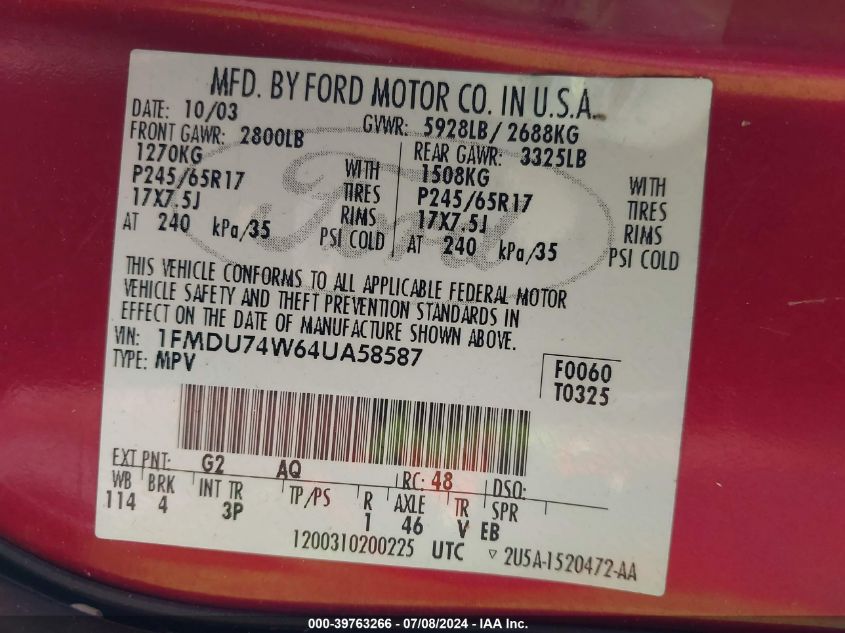 MFD. BY FORD MOTOR CO. IN U.S.A.
DATE: 10/03 GVWR: 5928LB/ 2688KG
FRONT GAWR: 2800LB REAR GAWR: 3325LB
1270KG WITH 1508KG WITH
P245/65R17 TIRES P245/65R17 TIRES
17X7.5J RIMS 17X7.5J RIMS
AT 240 kPa/35 PSI COLD AT 240 kPa/35 PSI COLD
Ford
THIS VEHICLE CONFORMS TO ALL APPLICABLE FEDERAL MOTOR
VEHICLE SAFETY AND THEFT PREVENTION STANDARDS IN
EFFECT ON THE DATE OF MANUFACTURE SHOWN ABOVE.
VIN: 1FMDU74W64UA58587
TYPE: MPV F0060
T0325
EXT PNT: G2 AQ RC: 48 DSO:
WB BRK INT TR TP/PS R AXLE TR SPR
114 4 3P 1 46 V EB
1200310200225 UTC ▽ 2U5A-1520472-AA
000-39763266 - 07/08/2024 - IAA Inc.